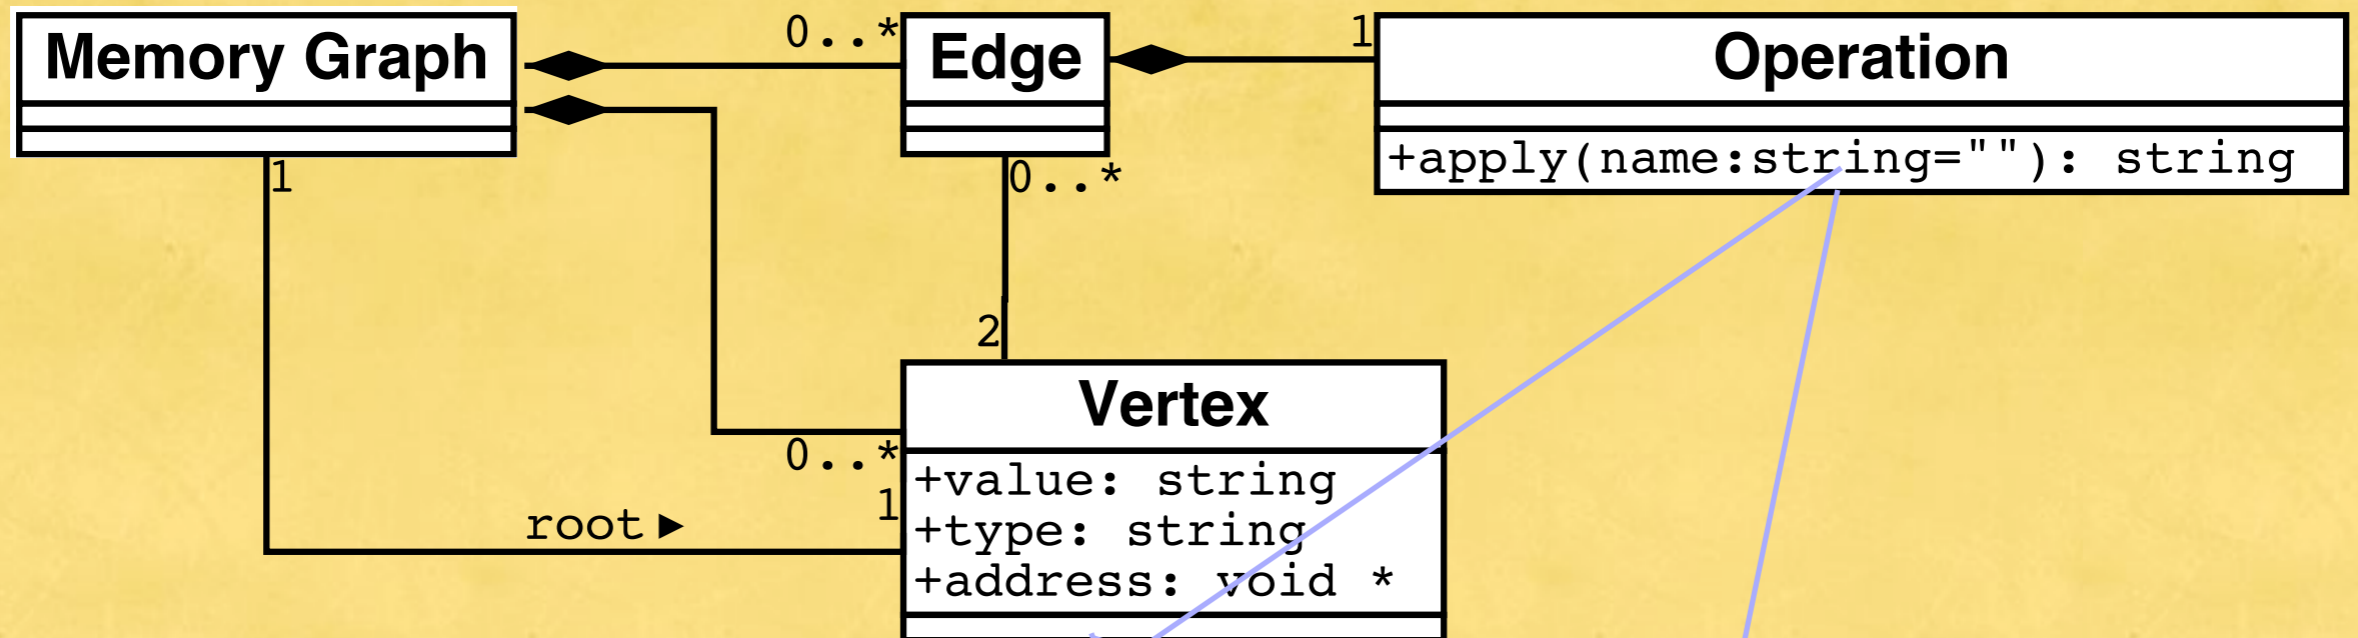 Memory Graph
0..*
Edge
1
Operation
+apply(name:string=""): string
1
0..*
2
Vertex
0..*
+value: string
1
+type: string
root ►
+address: void *